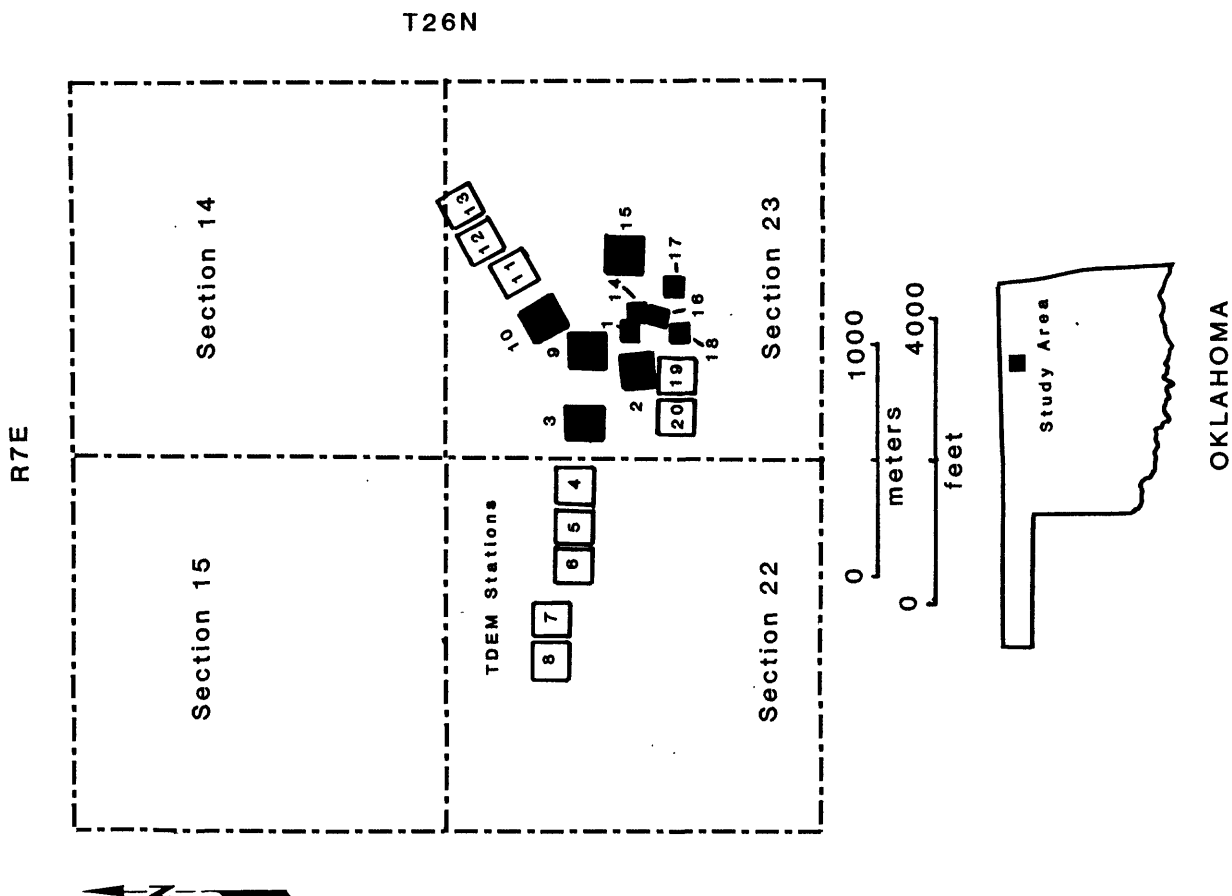 T26N
R7E
Section 14
Section 15
Section 23
Section 22
TDEM Stations
13
12
11
10
9
3
15
14
1
17
16
18
2
19
20
4
5
6
7
8
0 1000
meters
0 4000
feet
Study Area
OKLAHOMA
N